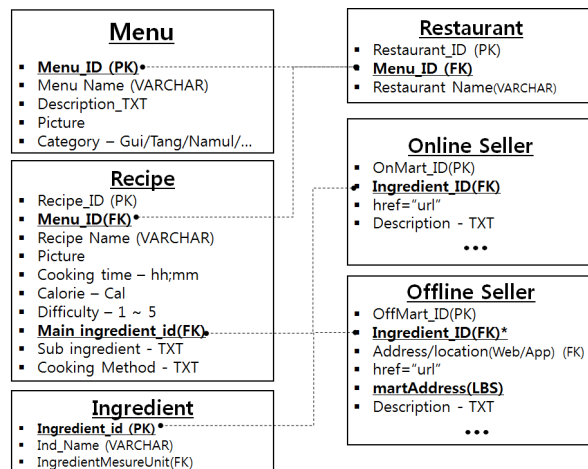 Menu
▪ Menu_ID (PK)
▪ Menu Name (VARCHAR)
▪ Description_TXT
▪ Picture
▪ Category – Gui/Tang/Namul/...
Recipe
▪ Recipe_ID (PK)
▪ Menu_ID(FK)
▪ Recipe Name (VARCHAR)
▪ Picture
▪ Cooking time – hh;mm
▪ Calorie – Cal
▪ Difficulty – 1 ~ 5
▪ Main ingredient_id(FK)
▪ Sub ingredient - TXT
▪ Cooking Method - TXT
Ingredient
▪ Ingredient_id (PK)
▪ Ind_Name (VARCHAR)
▪ IngredientMesureUnit(FK)
Restaurant
▪ Restaurant_ID (PK)
▪ Menu_ID (FK)
▪ Restaurant Name(VARCHAR)
Online Seller
▪ OnMart_ID(PK)
▪ Ingredient_ID(FK)
▪ href="url"
▪ Description - TXT
...
Offline Seller
▪ OffMart_ID(PK)
▪ Ingredient_ID(FK)*
▪ Address/location(Web/App) (FK)
▪ href="url"
▪ martAddress(LBS)
▪ Description - TXT
...